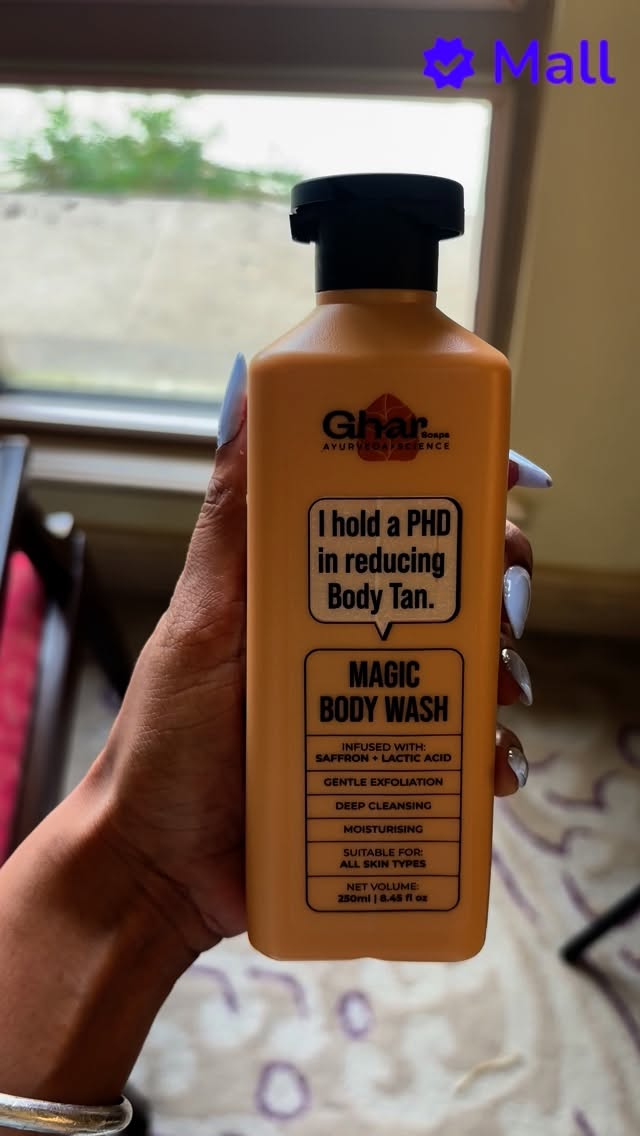 Mall
Ghar Soaps
AYURVEDA+SCIENCE
I hold a PHD
in reducing
Body Tan.
MAGIC
BODY WASH
INFUSED WITH:
SAFFRON + LACTIC ACID
GENTLE EXFOLIATION
DEEP CLEANSING
MOISTURISING
SUITABLE FOR:
ALL SKIN TYPES
NET VOLUME:
250ml | 8.45 fl oz